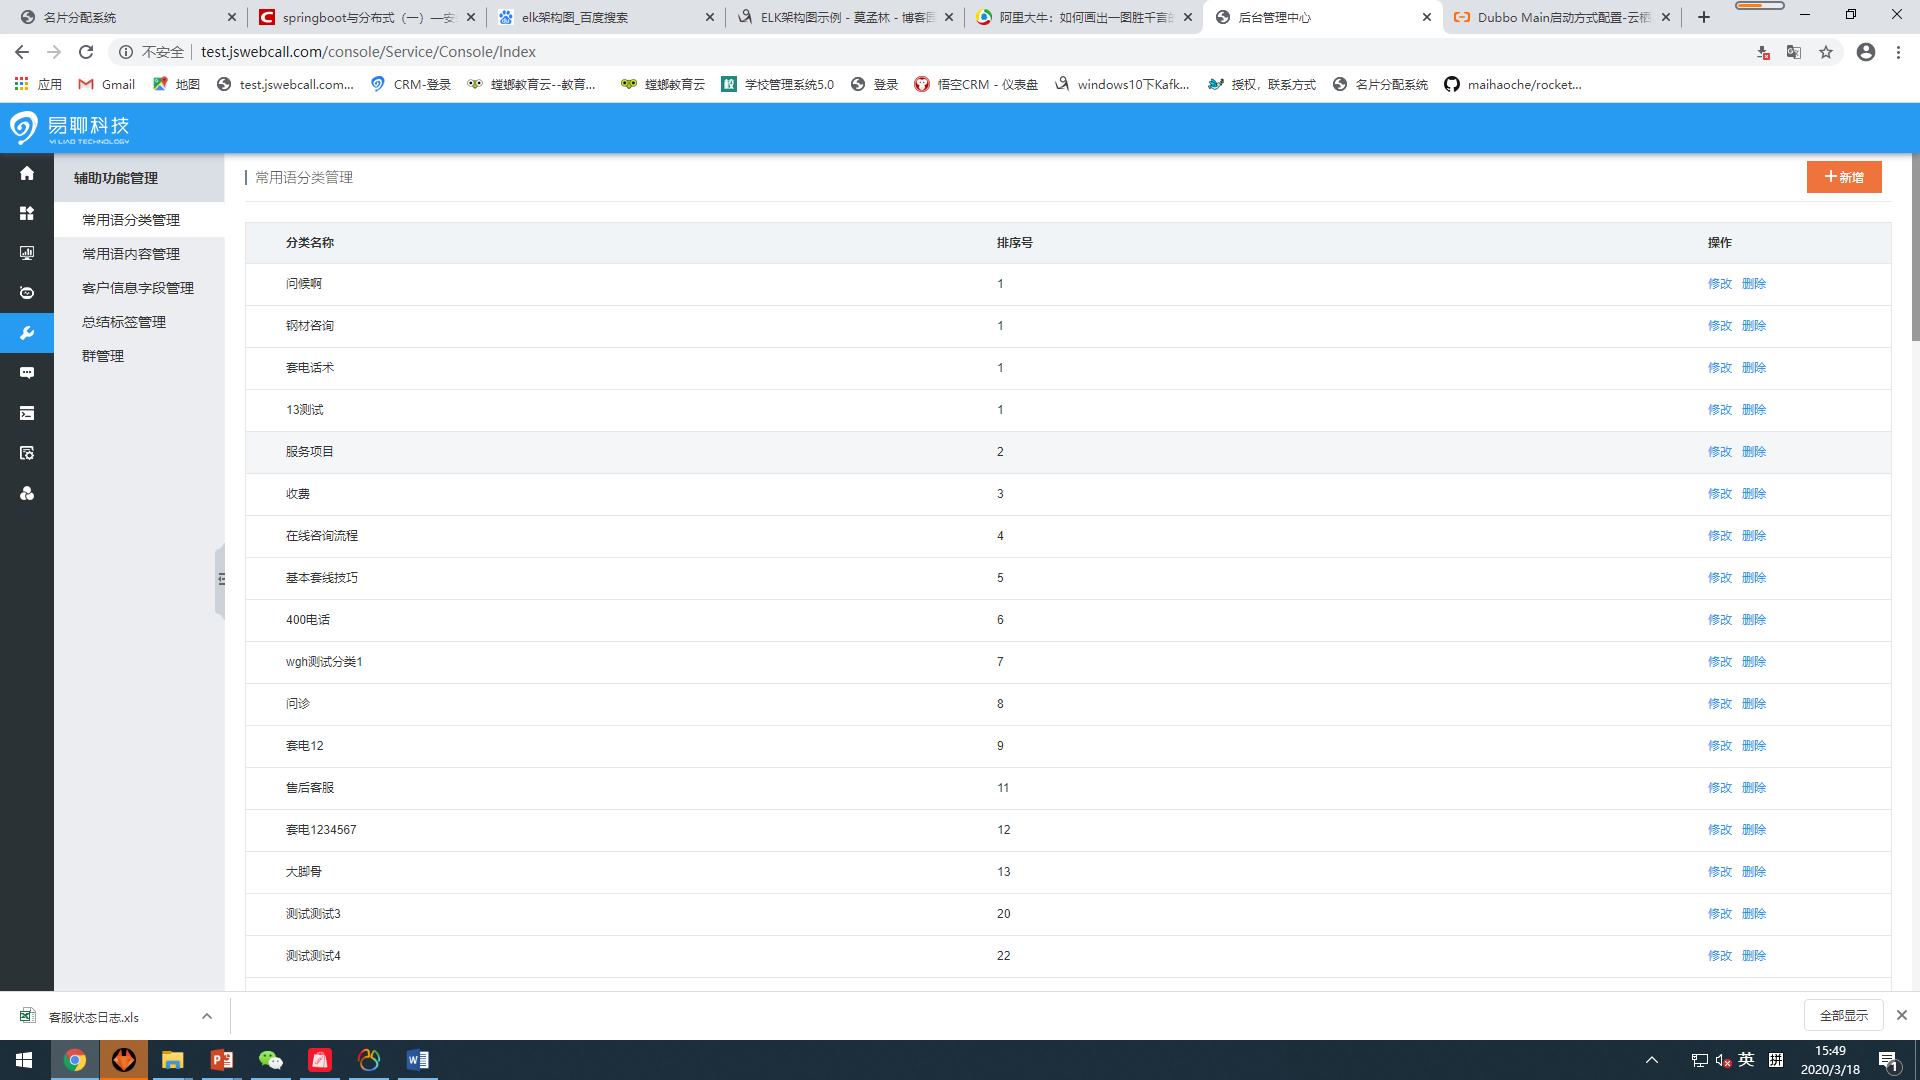 名片分配系统
springboot与分布式（一）—安
elk架构图_百度搜索
ELK架构图示例 - 莫孟林 - 博客园
阿里大牛：如何画出一图胜千言的
后台管理中心
Dubbo Main启动方式配置-云栖
不安全 test.jswebcall.com/console/Service/Console/Index
应用 Gmail 地图 test.jswebcall.com... CRM-登录 螳螂教育云--教育... 螳螂教育云 学校管理系统5.0 登录 悟空CRM - 仪表盘 windows10下Kafk... 授权，联系方式 名片分配系统 maihaoche/rocket...
易聊科技
YI LIAO TECHNOLOGY
辅助功能管理
常用语分类管理
常用语内容管理
客户信息字段管理
总结标签管理
群管理
常用语分类管理
新增
分类名称 排序号 操作
问候啊 1 修改 删除
钢材咨询 1 修改 删除
套电话术 1 修改 删除
13测试 1 修改 删除
服务项目 2 修改 删除
收费 3 修改 删除
在线咨询流程 4 修改 删除
基本套线技巧 5 修改 删除
400电话 6 修改 删除
wgh测试分类1 7 修改 删除
问诊 8 修改 删除
套电12 9 修改 删除
售后客服 11 修改 删除
套电1234567 12 修改 删除
大脚骨 13 修改 删除
测试测试3 20 修改 删除
测试测试4 22 修改 删除
客服状态日志.xls
全部显示
英 拼
15:49
2020/3/18
1